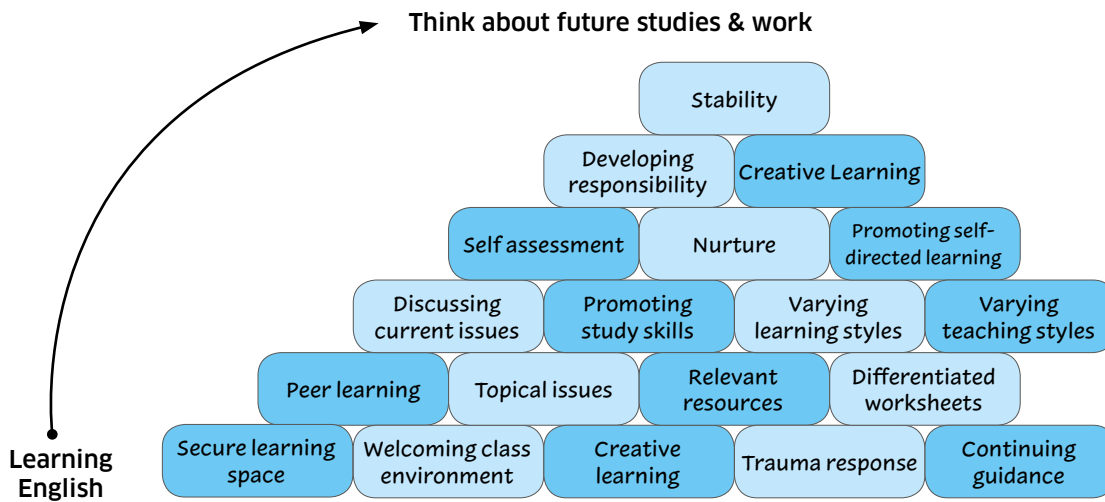 Think about future studies & work
Stability
Developing
responsibility
Creative Learning
Self assessment
Nurture
Promoting self-
directed learning
Discussing
current issues
Promoting
study skills
Varying
learning styles
Varying
teaching styles
Peer learning
Topical issues
Relevant
resources
Differentiated
worksheets
Secure learning
space
Welcoming class
environment
Creative
learning
Trauma response
Continuing
guidance
Learning
English